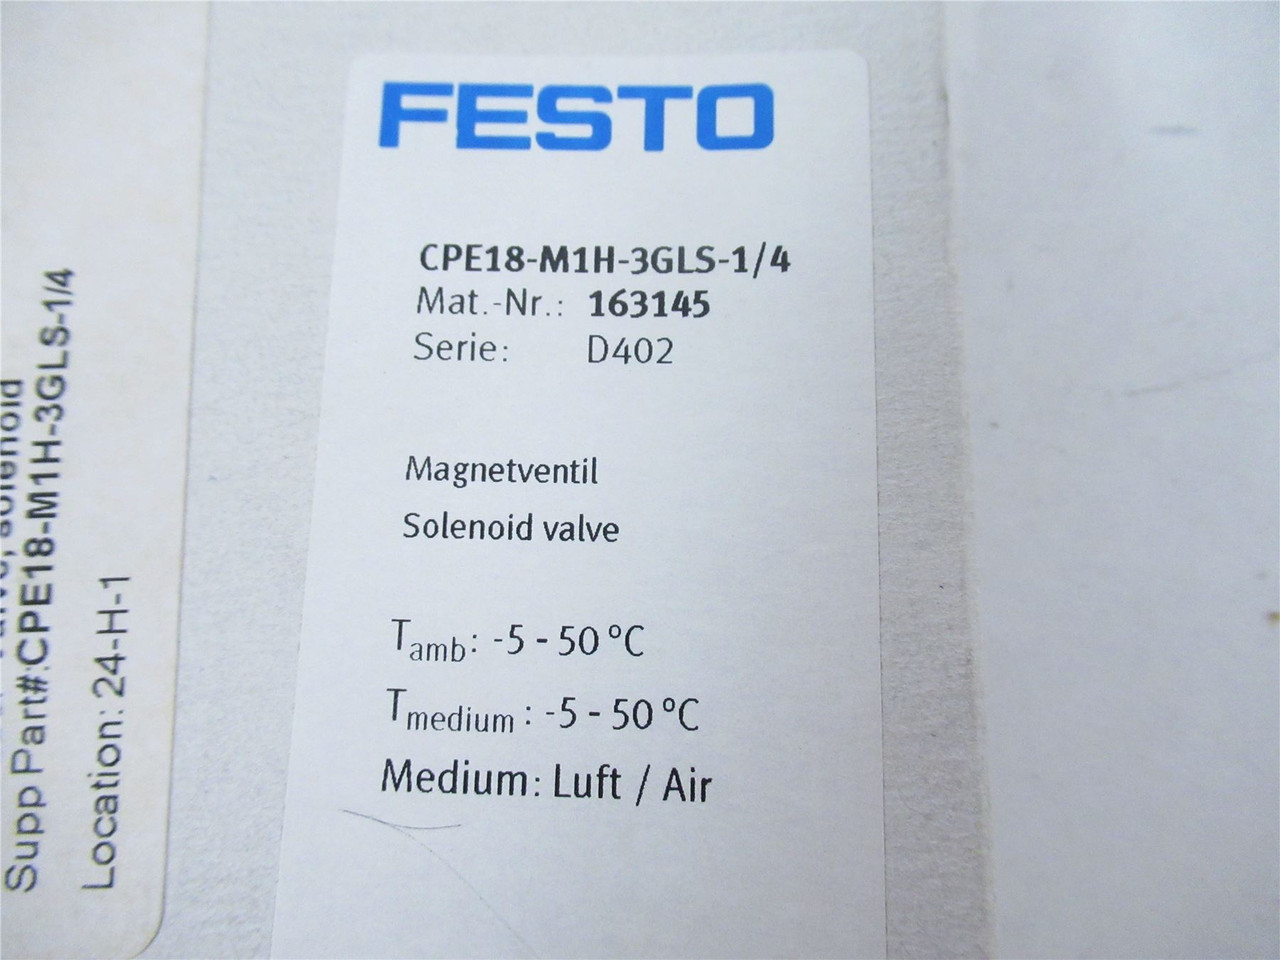 FESTO
CPE18-M1H-3GLS-1/4
Mat.-Nr.: 163145
Serie: D402
Magnetventil
Solenoid valve
Tamb: -5 - 50 °C
Tmedium: -5 - 50 °C
Medium: Luft / Air
solenoid
Supp Part#:CPE18-M1H-3GLS-1/4
Location: 24-H-1